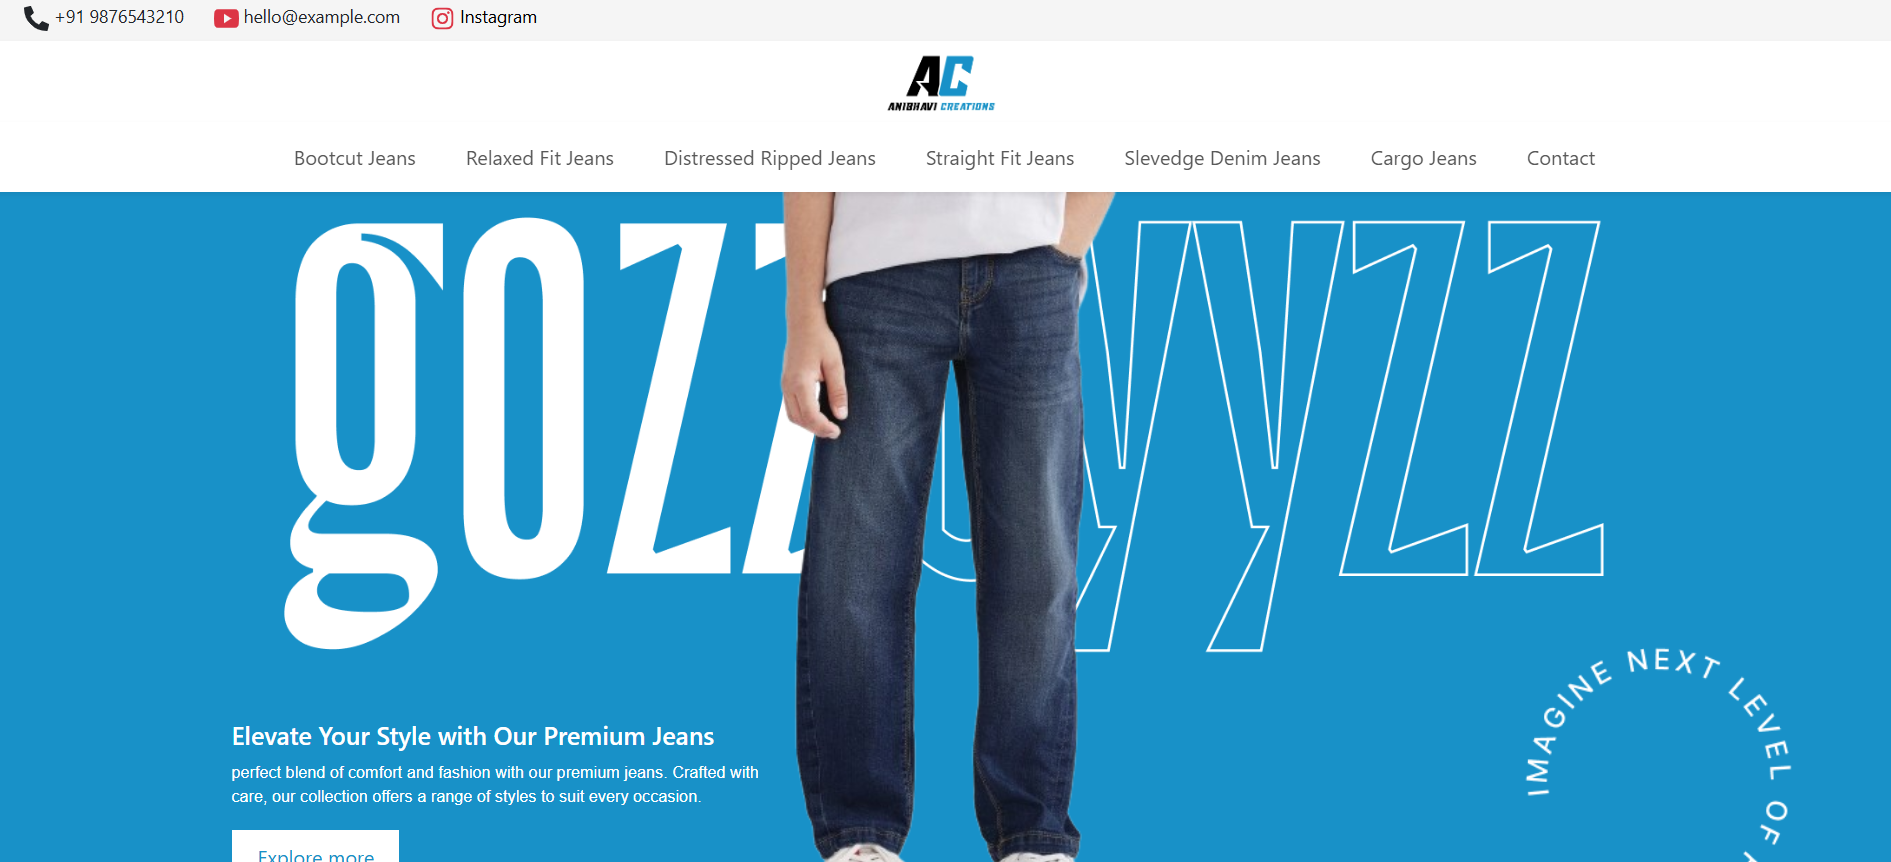 +91 9876543210 hello@example.com Instagram
AC
ANIBHAVI CREATIONS
Bootcut Jeans Relaxed Fit Jeans Distressed Ripped Jeans Straight Fit Jeans Slevedge Denim Jeans Cargo Jeans Contact
Elevate Your Style with Our Premium Jeans
perfect blend of comfort and fashion with our premium jeans. Crafted with
care, our collection offers a range of styles to suit every occasion.
Explore more
IMAGINE NEXT LEVEL OF